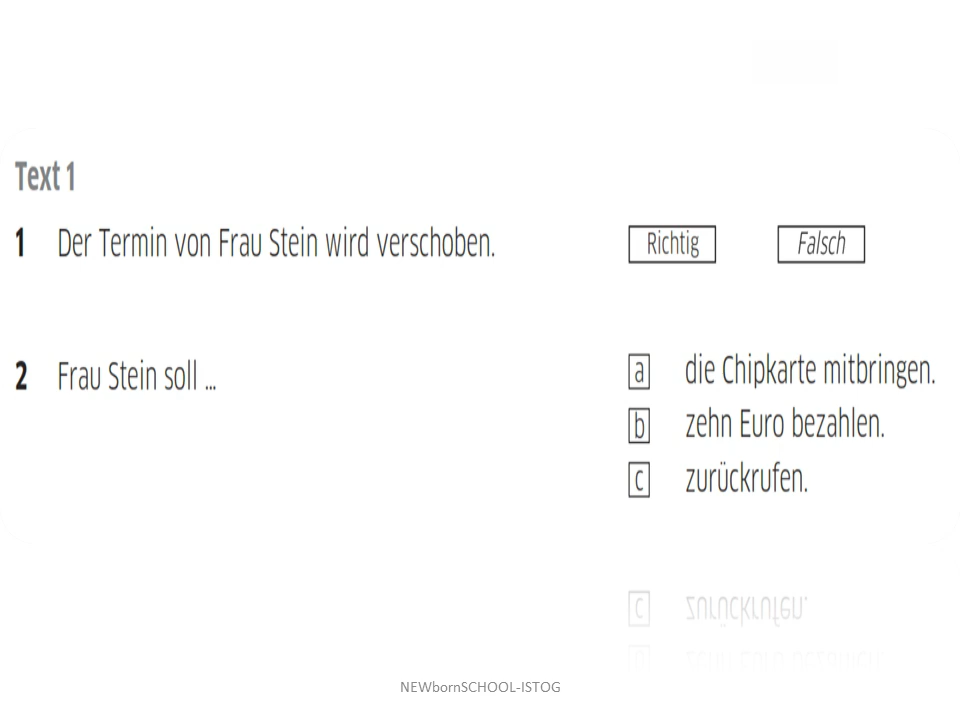 Text 1
1 Der Termin von Frau Stein wird verschoben. Richtig Falsch
2 Frau Stein soll ... a die Chipkarte mitbringen.
b zehn Euro bezahlen.
c zurückrufen.
c zurückrufen.
NEWbornSCHOOL-ISTOG